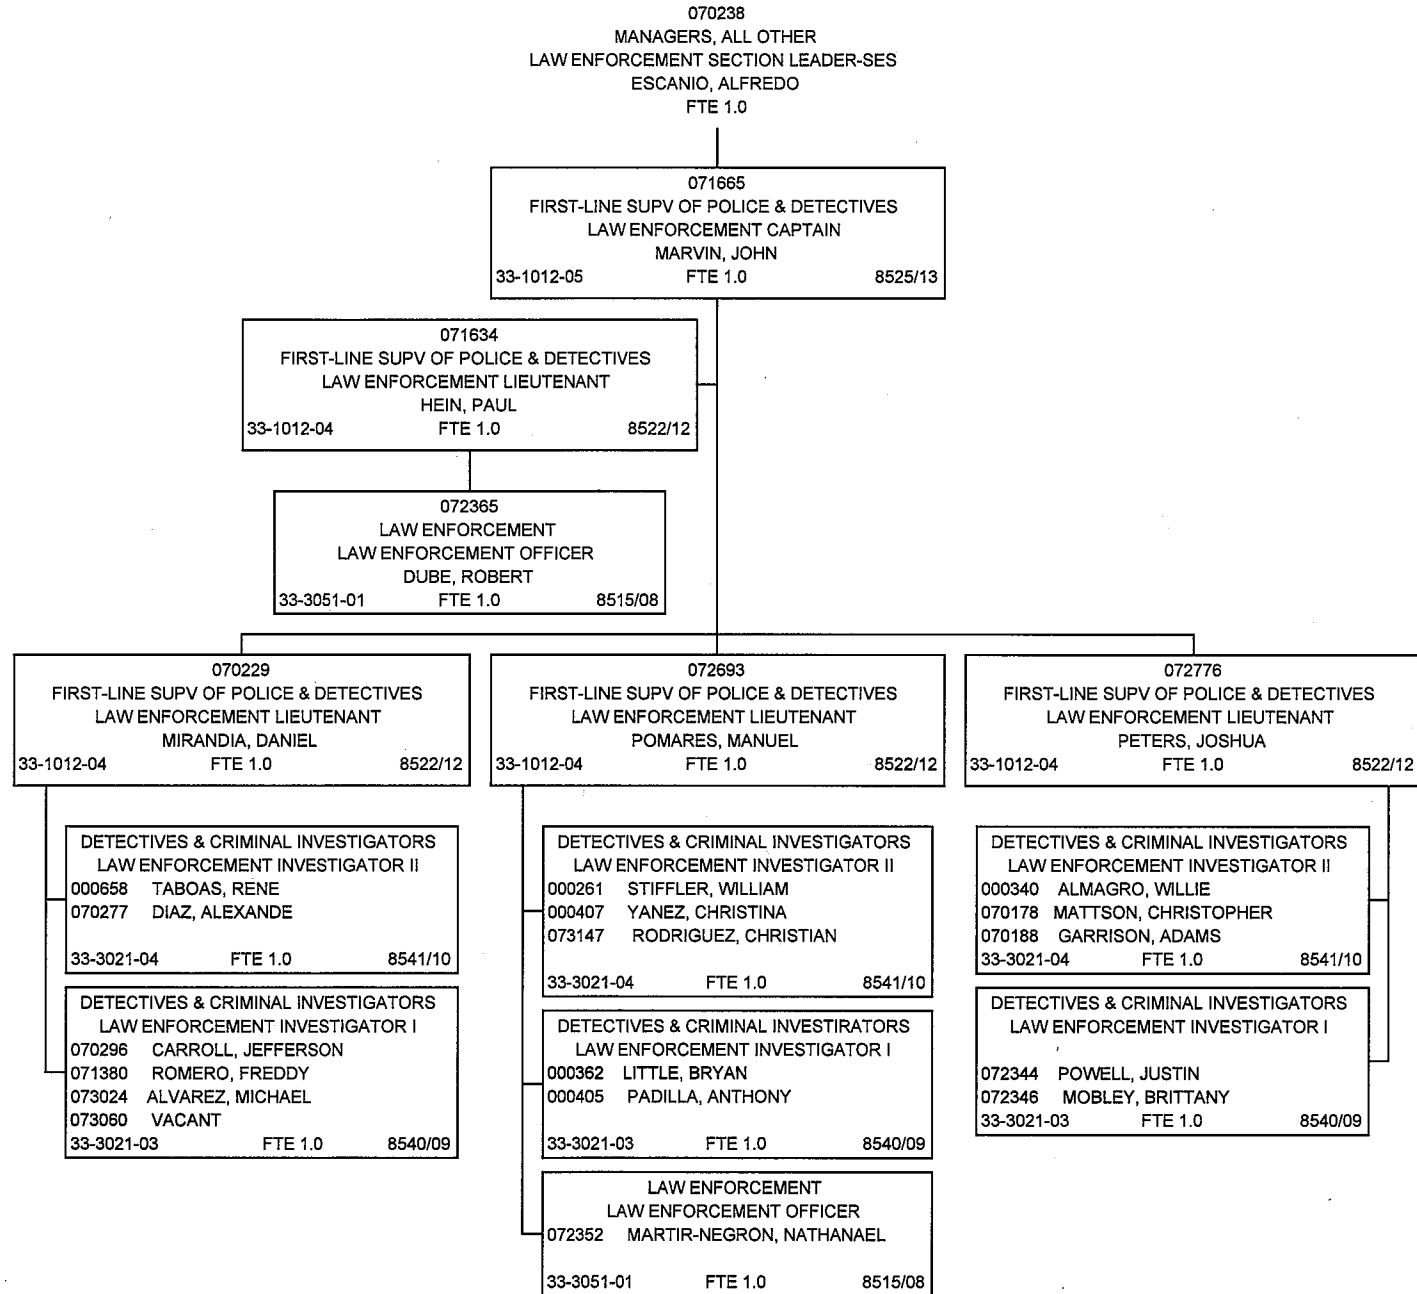 070238
MANAGERS, ALL OTHER
LAW ENFORCEMENT SECTION LEADER-SES
ESCANIO, ALFREDO
FTE 1.0
071665
FIRST-LINE SUPV OF POLICE & DETECTIVES
LAW ENFORCEMENT CAPTAIN
MARVIN, JOHN
33-1012-05 FTE 1.0 8525/13
071634
FIRST-LINE SUPV OF POLICE & DETECTIVES
LAW ENFORCEMENT LIEUTENANT
HEIN, PAUL
33-1012-04 FTE 1.0 8522/12
072365
LAW ENFORCEMENT
LAW ENFORCEMENT OFFICER
DUBE, ROBERT
33-3051-01 FTE 1.0 8515/08
070229
FIRST-LINE SUPV OF POLICE & DETECTIVES
LAW ENFORCEMENT LIEUTENANT
MIRANDIA, DANIEL
33-1012-04 FTE 1.0 8522/12
DETECTIVES & CRIMINAL INVESTIGATORS
LAW ENFORCEMENT INVESTIGATOR II
000658 TABOAS, RENE
070277 DIAZ, ALEXANDE
33-3021-04 FTE 1.0 8541/10
DETECTIVES & CRIMINAL INVESTIGATORS
LAW ENFORCEMENT INVESTIGATOR I
070296 CARROLL, JEFFERSON
071380 ROMERO, FREDDY
073024 ALVAREZ, MICHAEL
073060 VACANT
33-3021-03 FTE 1.0 8540/09
072693
FIRST-LINE SUPV OF POLICE & DETECTIVES
LAW ENFORCEMENT LIEUTENANT
POMARES, MANUEL
33-1012-04 FTE 1.0 8522/12
DETECTIVES & CRIMINAL INVESTIGATORS
LAW ENFORCEMENT INVESTIGATOR II
000261 STIFFLER, WILLIAM
000407 YANEZ, CHRISTINA
073147 RODRIGUEZ, CHRISTIAN
33-3021-04 FTE 1.0 8541/10
DETECTIVES & CRIMINAL INVESTIRATORS
LAW ENFORCEMENT INVESTIGATOR I
000362 LITTLE, BRYAN
000405 PADILLA, ANTHONY
33-3021-03 FTE 1.0 8540/09
LAW ENFORCEMENT
LAW ENFORCEMENT OFFICER
072352 MARTIR-NEGRON, NATHANAEL
33-3051-01 FTE 1.0 8515/08
072776
FIRST-LINE SUPV OF POLICE & DETECTIVES
LAW ENFORCEMENT LIEUTENANT
PETERS, JOSHUA
33-1012-04 FTE 1.0 8522/12
DETECTIVES & CRIMINAL INVESTIGATORS
LAW ENFORCEMENT INVESTIGATOR II
000340 ALMAGRO, WILLIE
070178 MATTSON, CHRISTOPHER
070188 GARRISON, ADAMS
33-3021-04 FTE 1.0 8541/10
DETECTIVES & CRIMINAL INVESTIGATORS
LAW ENFORCEMENT INVESTIGATOR I
072344 POWELL, JUSTIN
072346 MOBLEY, BRITTANY
33-3021-03 FTE 1.0 8540/09